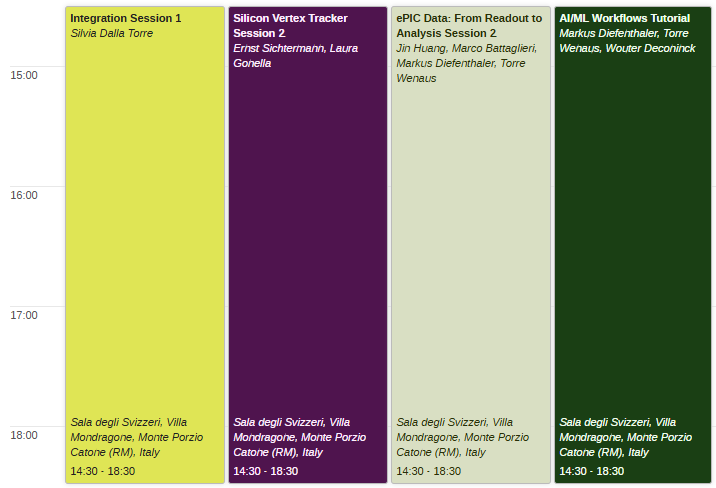 Integration Session 1
Silvia Dalla Torre
Silicon Vertex Tracker
Session 2
Ernst Sichtermann, Laura
Gonella
ePIC Data: From Readout to
Analysis Session 2
Jin Huang, Marco Battaglieri,
Markus Diefenthaler, Torre
Wenaus
AI/ML Workflows Tutorial
Markus Diefenthaler, Torre
Wenaus, Wouter Deconinck
15:00
16:00
17:00
18:00
Sala degli Svizzeri, Villa
Mondragone, Monte Porzio
Catone (RM), Italy
14:30 - 18:30
Sala degli Svizzeri, Villa
Mondragone, Monte Porzio
Catone (RM), Italy
14:30 - 18:30
Sala degli Svizzeri, Villa
Mondragone, Monte Porzio
Catone (RM), Italy
14:30 - 18:30
Sala degli Svizzeri, Villa
Mondragone, Monte Porzio
Catone (RM), Italy
14:30 - 18:30